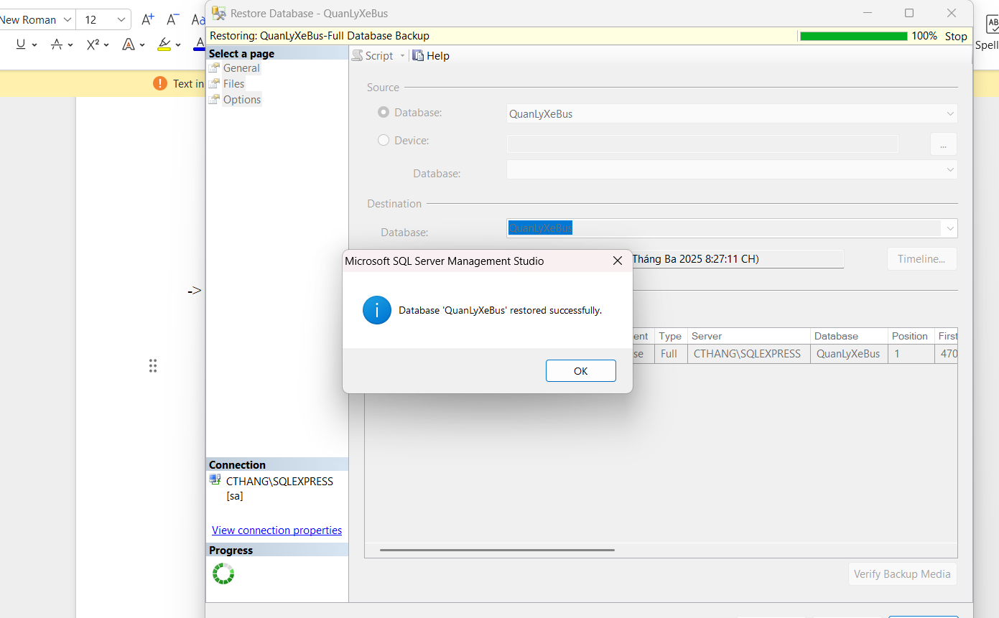 New Roman 12 A+ A- Aa
Restore Database - QuanLyXeBus
Restoring: QuanLyXeBus-Full Database Backup 100% Stop
Spell
Select a page
General
Files
Options
Script Help
Text in
Source
Database: QuanLyXeBus
Device: ...
Database:
Destination
Database: QuanLyXeBus
Tháng Ba 2025 8:27:11 CH) Timeline...
Microsoft SQL Server Management Studio
Database 'QuanLyXeBus' restored successfully.
OK
->
ent Type Server Database Position First
se Full CTHANG\SQLEXPRESS QuanLyXeBus 1 470
Connection
CTHANG\SQLEXPRESS
[sa]
View connection properties
Progress
Verify Backup Media